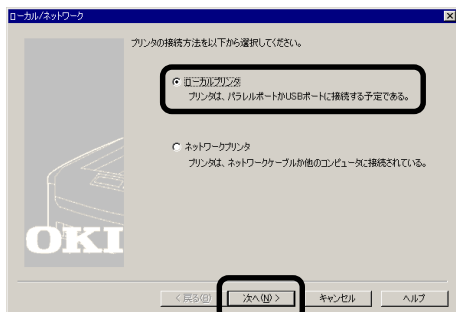 ローカル/ネットワーク
プリンタの接続方法を以下から選択してください。
ローカルプリンタ
プリンタは、パラレルポートかUSBポートに接続する予定である。
ネットワークプリンタ
プリンタは、ネットワークケーブルか他のコンピュータに接続されている。
OKI
< 戻る(B) 次へ(N) > キャンセル ヘルプ